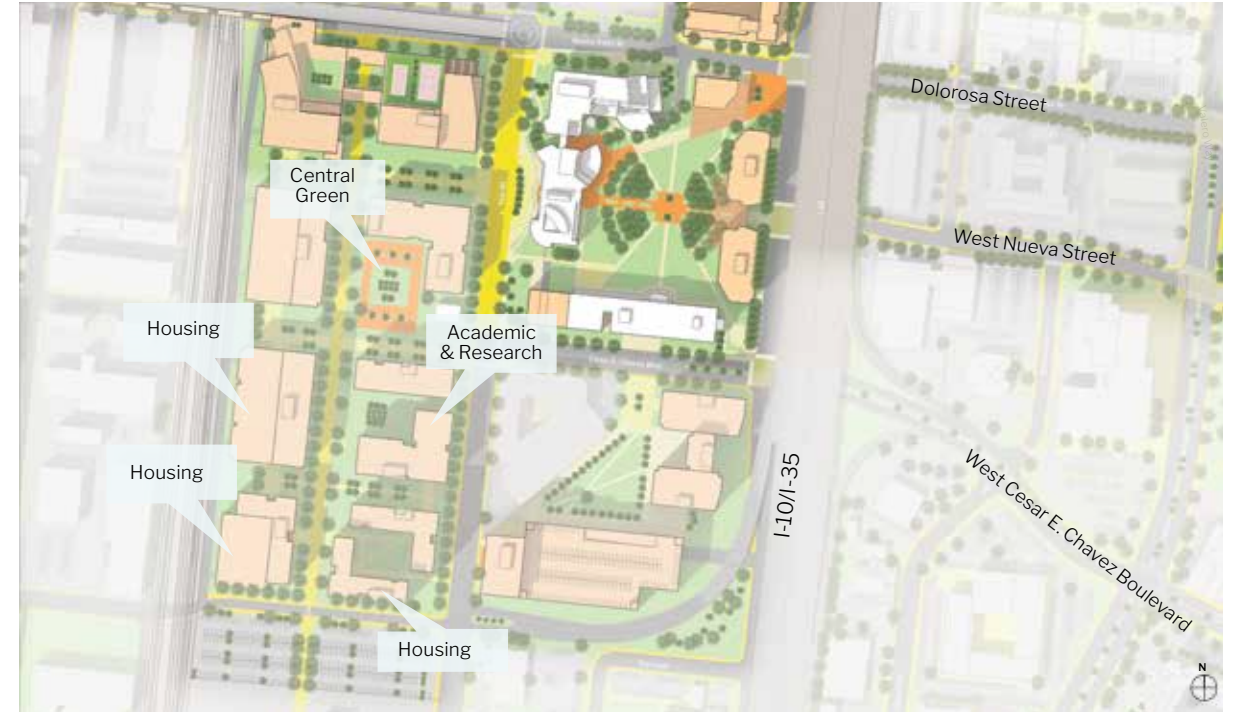 Dolorosa Street
Central
Green
West Nueva Street
Housing
Academic
& Research
Housing
I-10/I-35
West Cesar E. Chavez Boulevard
Housing
N